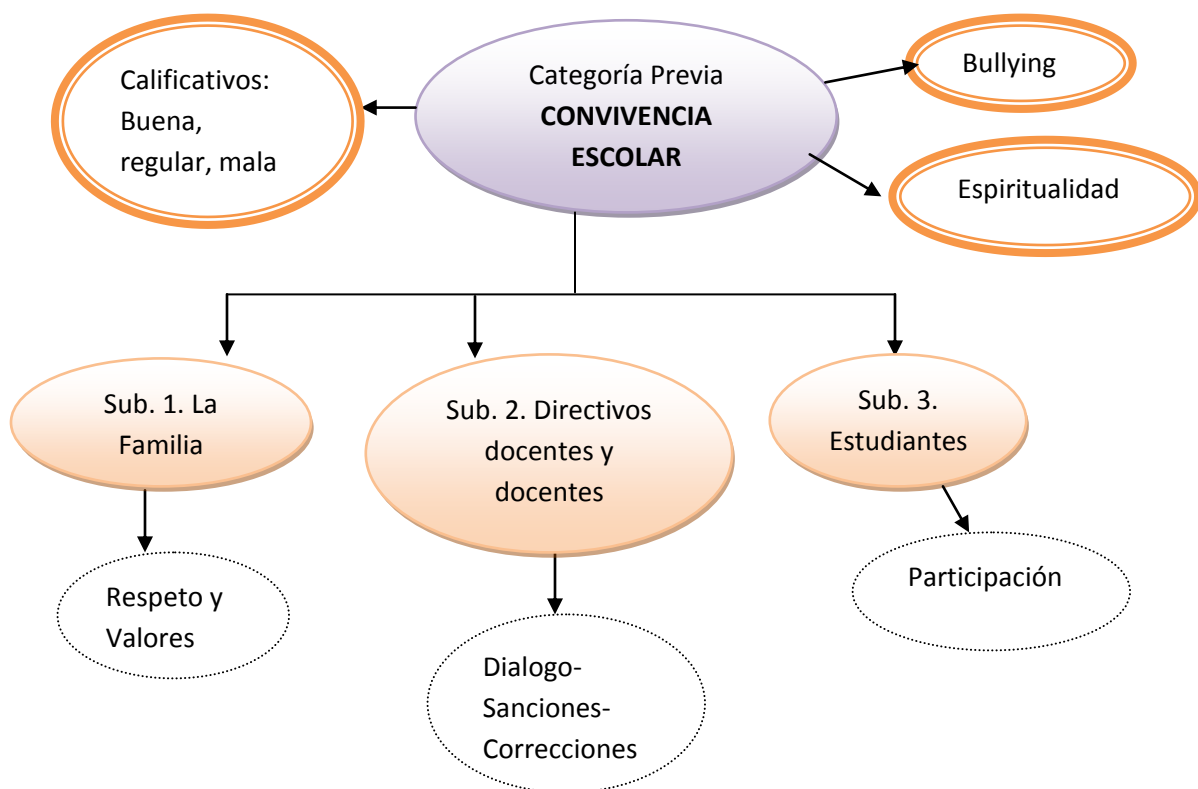 Calificativos:
Buena,
regular, mala
Categoría Previa
CONVIVENCIA
ESCOLAR
Bullying
Espiritualidad
Sub. 1. La
Familia
Sub. 2. Directivos
docentes y
docentes
Sub. 3.
Estudiantes
Respeto y
Valores
Dialogo-
Sanciones-
Correcciones
Participación